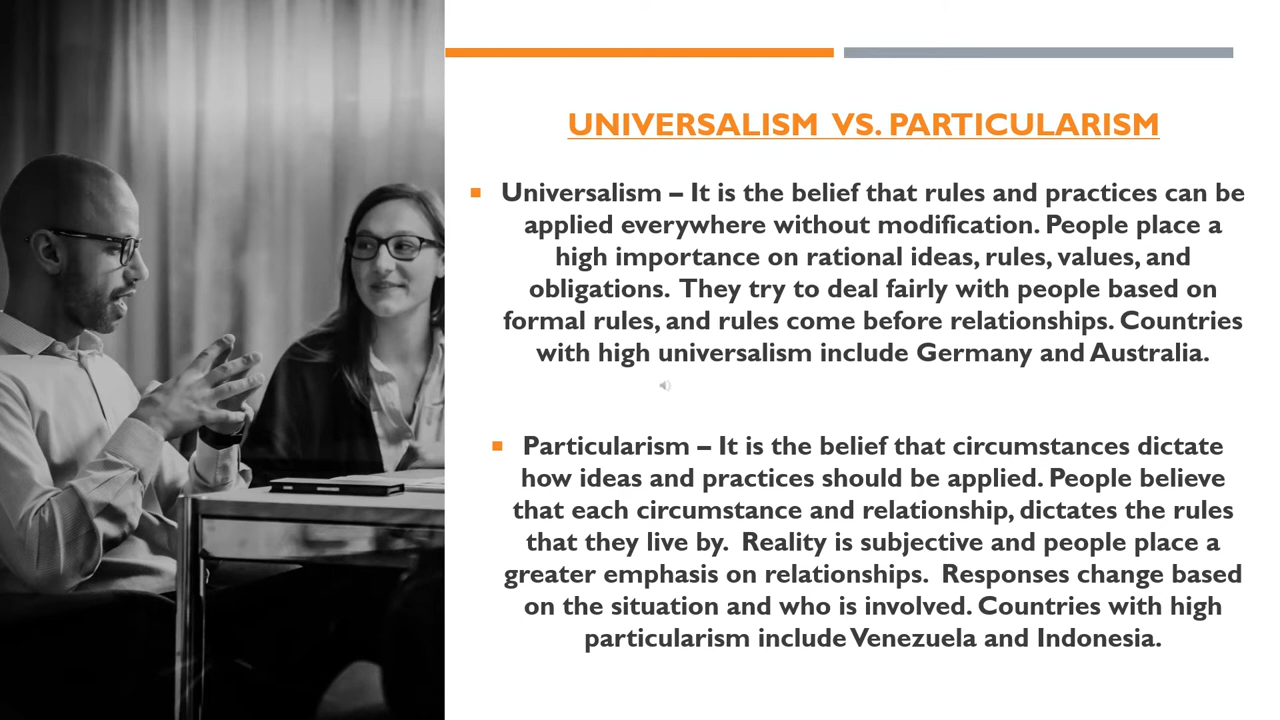 UNIVERSALISM VS. PARTICULARISM
Universalism – It is the belief that rules and practices can be
applied everywhere without modification. People place a
high importance on rational ideas, rules, values, and
obligations. They try to deal fairly with people based on
formal rules, and rules come before relationships. Countries
with high universalism include Germany and Australia.
Particularism – It is the belief that circumstances dictate
how ideas and practices should be applied. People believe
that each circumstance and relationship, dictates the rules
that they live by. Reality is subjective and people place a
greater emphasis on relationships. Responses change based
on the situation and who is involved. Countries with high
particularism include Venezuela and Indonesia.